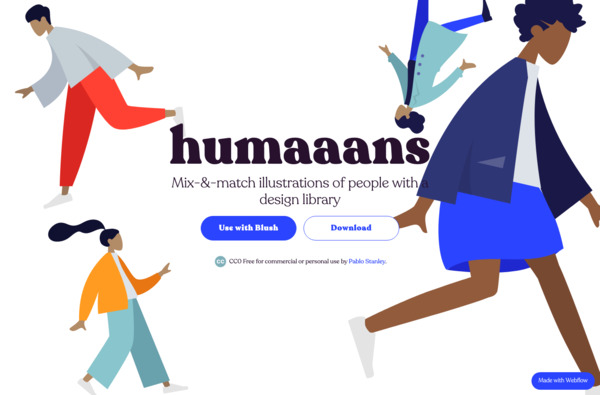 humaaans
Mix-&-match illustrations of people with a
design library
Use with Blush
Download
CC
CC0 Free for commercial or personal use by Pablo Stanley.
Made with Webflow